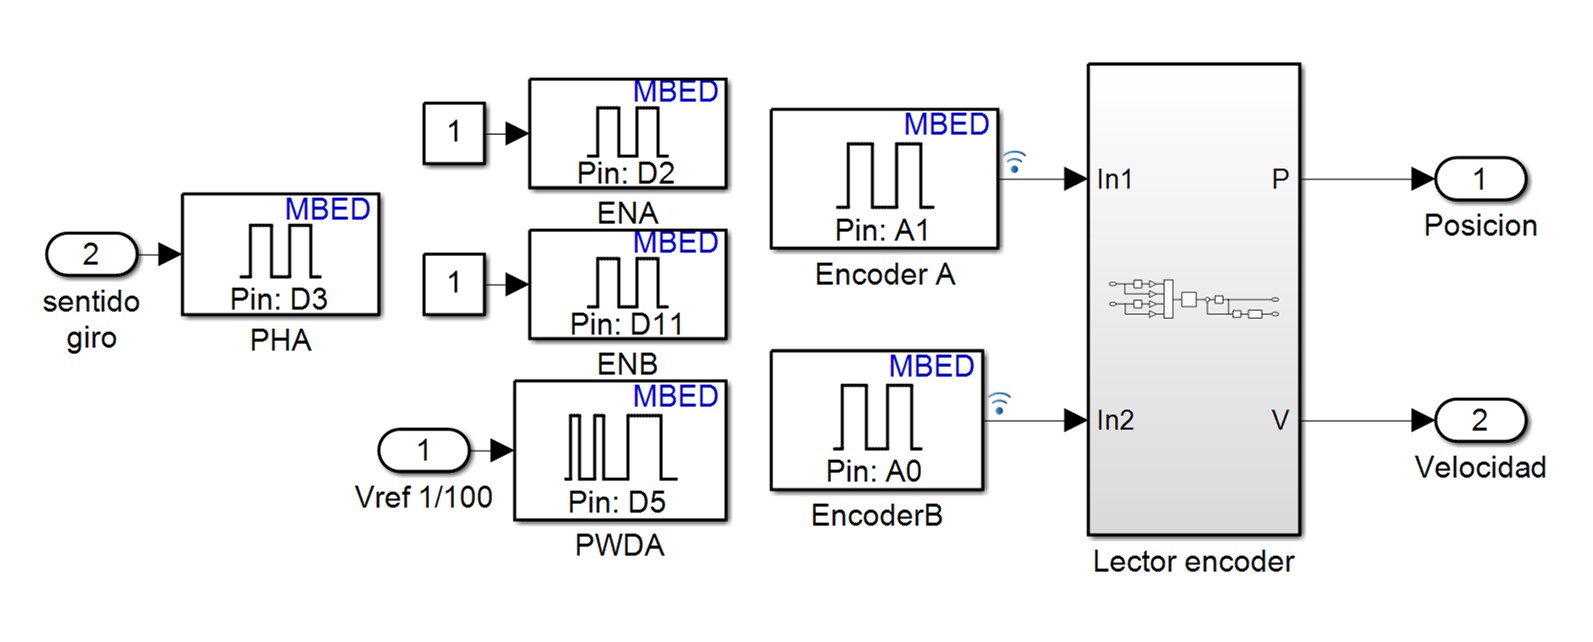 2
sentido
giro
MBED
Pin: D3
PHA
1
MBED
Pin: D2
ENA
1
MBED
Pin: D11
ENB
1
Vref 1/100
MBED
Pin: D5
PWDA
MBED
Pin: A1
Encoder A
MBED
Pin: A0
EncoderB
In1
P
In2
V
Lector encoder
1
Posicion
2
Velocidad